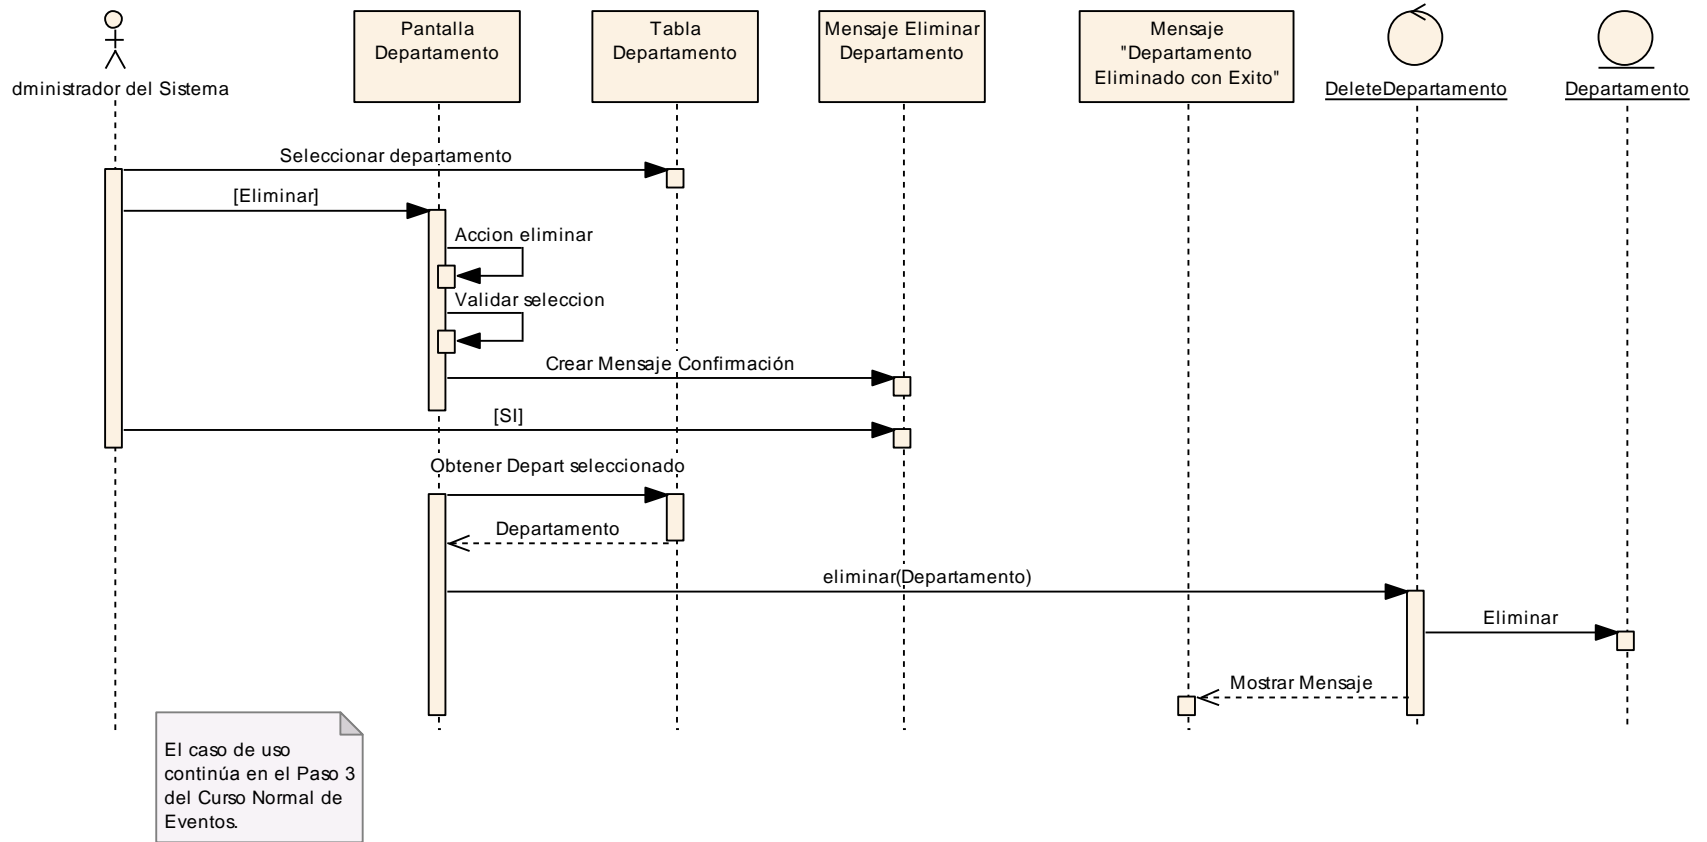 Pantalla
Departamento
Tabla
Departamento
Mensaje Eliminar
Departamento
Mensaje
"Departamento
Eliminado con Exito"
dministrador del Sistema
DeleteDepartamento
Departamento
Seleccionar departamento
[Eliminar]
Accion eliminar
Validar seleccion
Crear Mensaje Confirmación
[SI]
Obtener Depart seleccionado
Departamento
eliminar(Departamento)
Eliminar
Mostrar Mensaje
El caso de uso
continúa en el Paso 3
del Curso Normal de
Eventos.